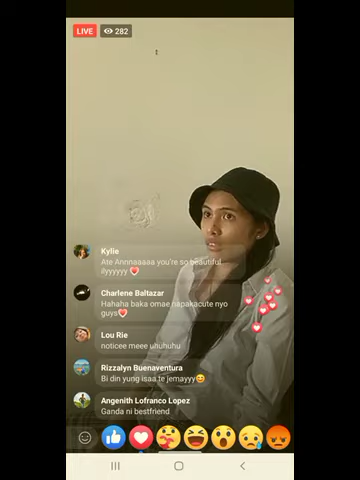 LIVE 282
Kylie
Ate Annnaaaaa you're so beautiful
ilyyyyyy
Charlene Baltazar
Hahaha baka omae napakacute nyo
guys
Lou Rie
noticee meee uhuhuhu
Rizzalyn Buenaventura
Bi din yung isaa te jemayyy
Angenith Lofranco Lopez
Ganda ni bestfriend